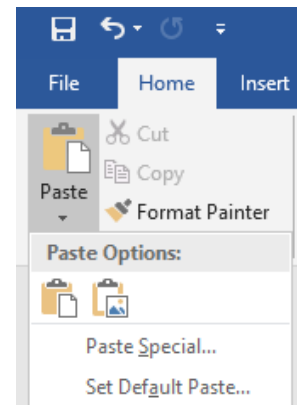 File Home Insert
Cut
Copy
Paste
Format Painter
Paste Options:
Paste Special...
Set Default Paste...